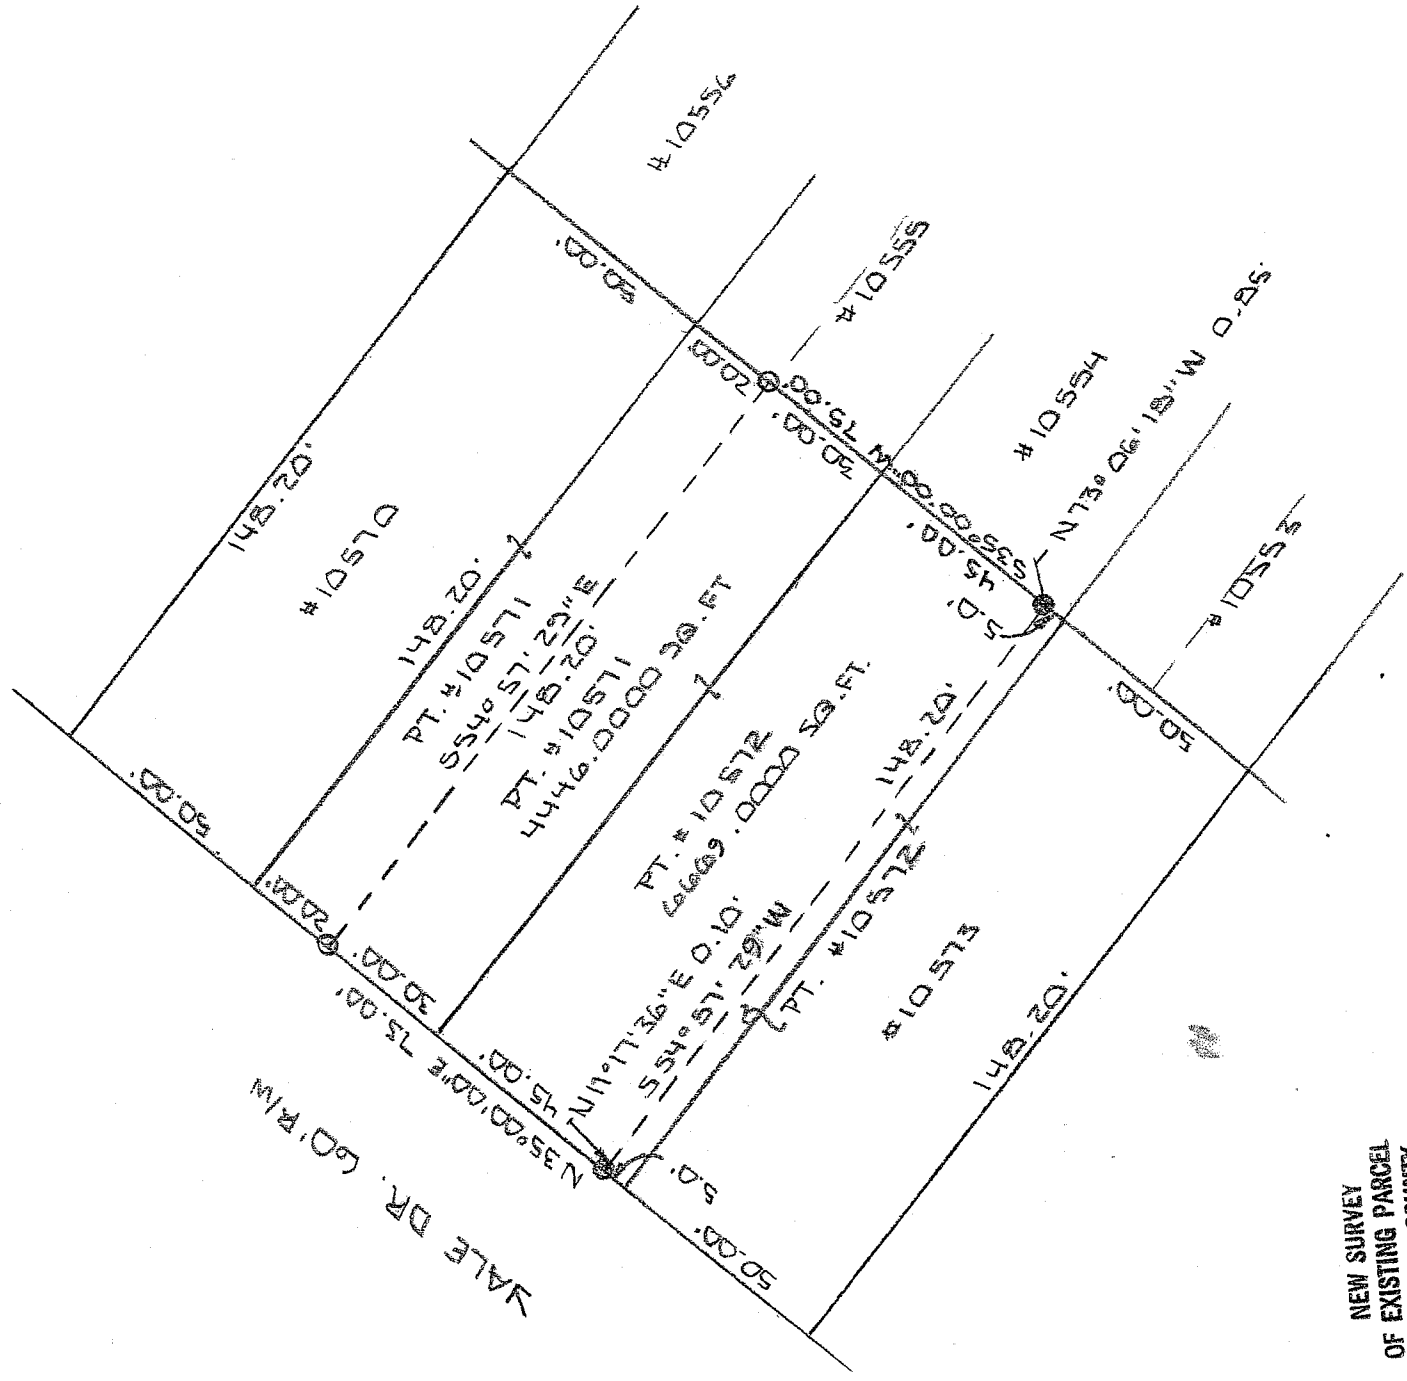 #10556
50.00'
#10555
148.20'
#10570
20.00'
75.00'
30.00'
S35°00'00"W
45.00'
#10554
N73°06'18"W 0.85'
5.0'
#10553
50.00'
50.00'
148.20'
PT. #10571
S54°57'29"E
148.20'
PT. #10571
4446.0000 SQ.FT
20.00'
30.00'
N35°00'00"E 75.00'
45.00'
PT. #10572
6669.0000 SQ.FT.
148.20'
N11°17'36"E 0.10'
S54°57'29"W
PT. #10572
5.0'
50.00'
#10573
148.20'
YALE DR. 60' R/W
NEW SURVEY
OF EXISTING PARCEL